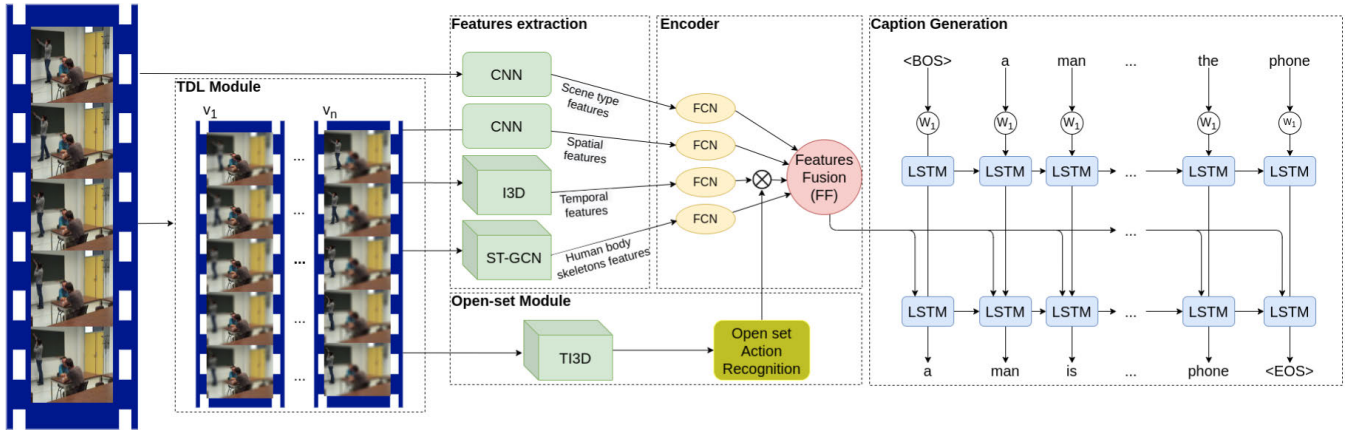 Features extraction
Encoder
Caption Generation
TDL Module
v1
vn
...
...
...
...
...
CNN
Scene type
features
CNN
Spatial
features
I3D
Temporal
features
ST-GCN
Human body
skeletons features
FCN
FCN
FCN
FCN
Features
Fusion
(FF)
Open-set Module
TI3D
Open set
Action
Recognition
<BOS> a man ... the phone
W1 W1 W1 W1 W1
LSTM LSTM LSTM ... LSTM LSTM
...
LSTM LSTM LSTM ... LSTM LSTM
a man is ... phone <EOS>